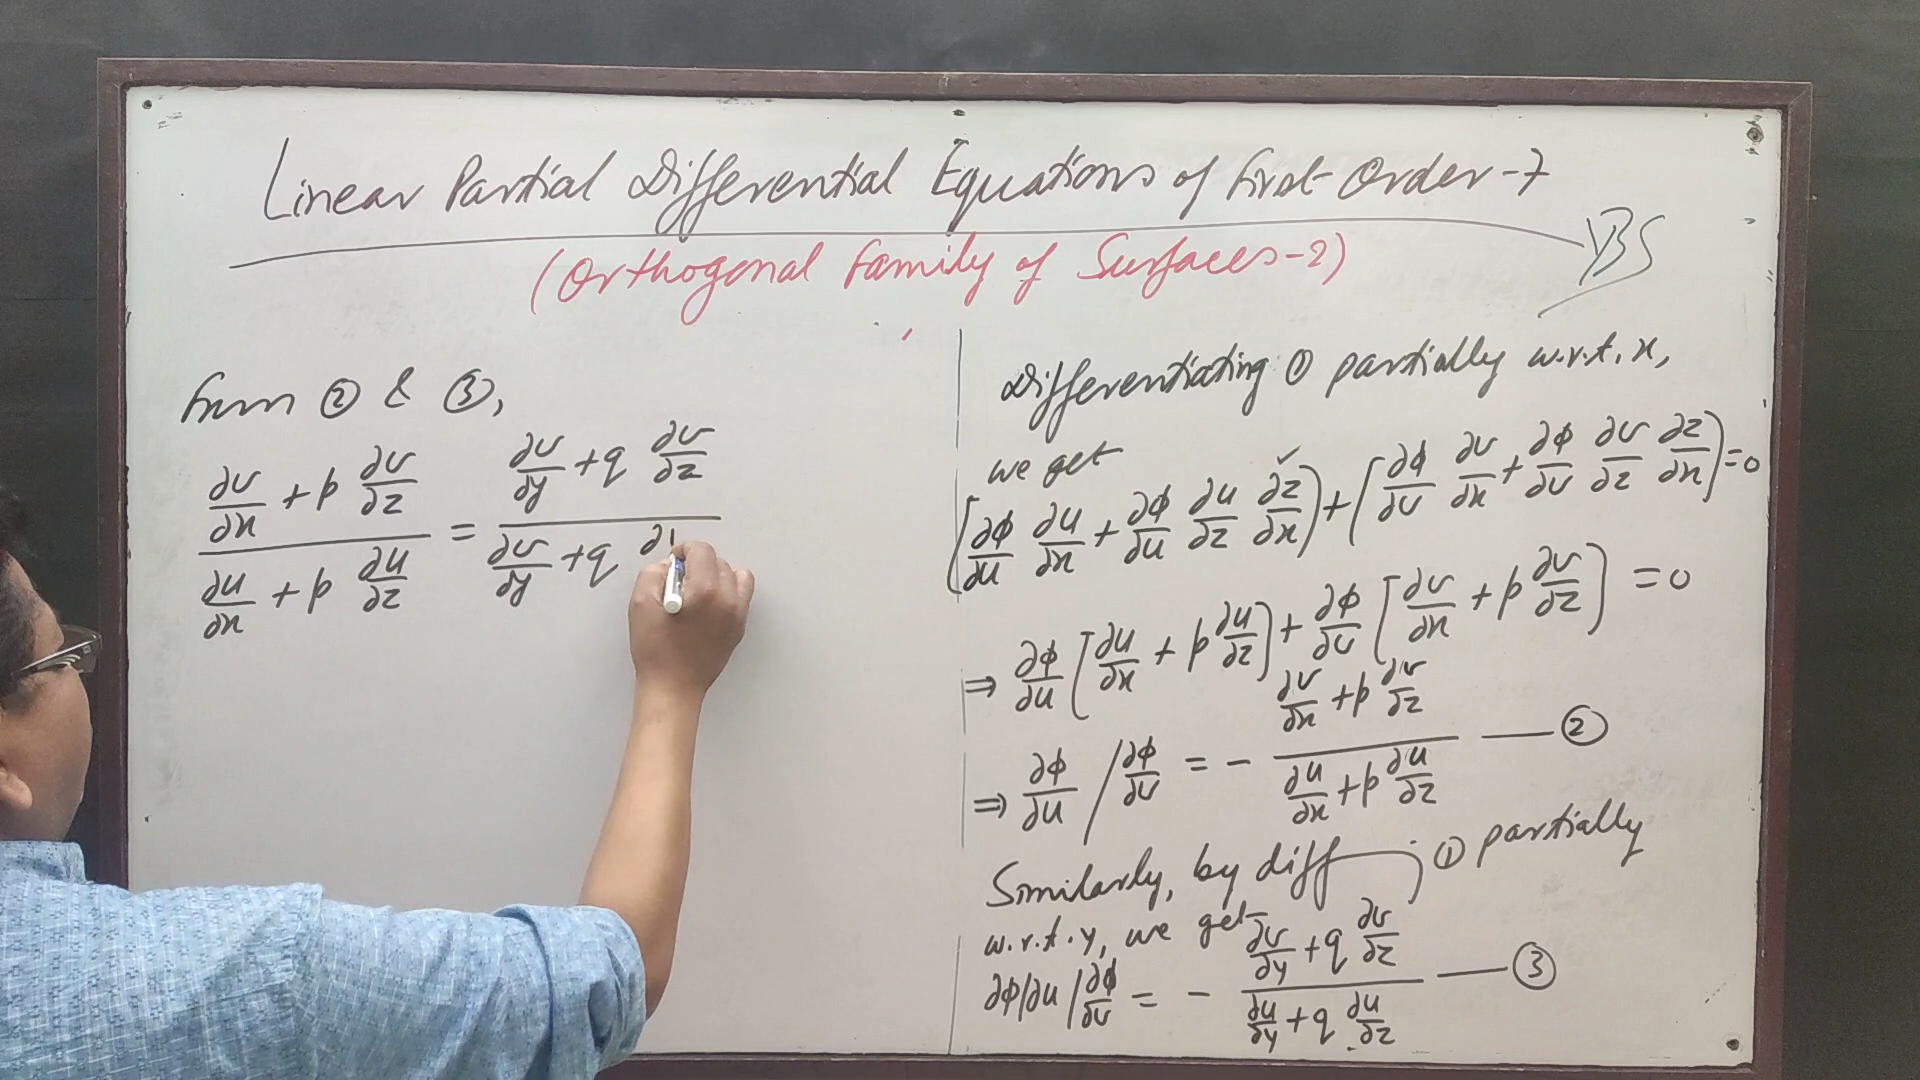 Linear Partial Differential Equations of First Order-7
(Orthogonal Family of Surfaces-2)
YBS
From ② & ③,
(∂v/∂x + p ∂v/∂z) / (∂u/∂x + p ∂u/∂z) = (∂v/∂y + q ∂v/∂z) / (∂v/∂y + q ∂
Differentiating ① partially w.r.t. x,
we get
[∂φ/∂u ∂u/∂x + ∂φ/∂u ∂u/∂z ∂z/∂x] + [∂φ/∂v ∂v/∂x + ∂φ/∂v ∂v/∂z ∂z/∂x] = 0
⇒ ∂φ/∂u [∂u/∂x + p ∂u/∂z] + ∂φ/∂v [∂v/∂x + p ∂v/∂z] = 0
⇒ ∂φ/∂u / ∂φ/∂v = - (∂v/∂x + p ∂v/∂z) / (∂u/∂x + p ∂u/∂z) — ②
Similarly, by diff ① partially
w.r.t. y, we get
∂φ/∂u / ∂φ/∂v = - (∂v/∂y + q ∂v/∂z) / (∂u/∂y + q ∂u/∂z) — ③